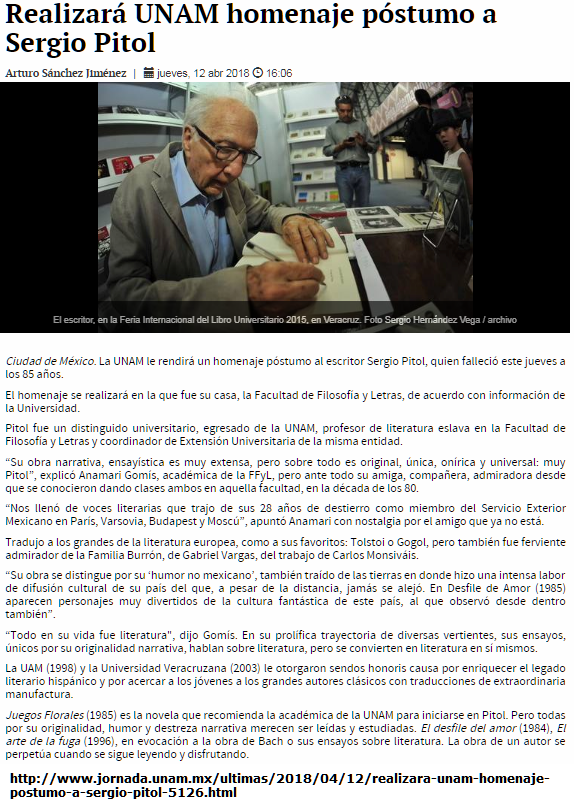 Realizará UNAM homenaje póstumo a
Sergio Pitol
Arturo Sánchez Jiménez | jueves, 12 abr 2018 16:06
El escritor, en la Feria Internacional del Libro Universitario 2015, en Veracruz. Foto Sergio Hernández Vega / archivo
Ciudad de México. La UNAM le rendirá un homenaje póstumo al escritor Sergio Pitol, quien falleció este jueves a
los 85 años.
El homenaje se realizará en la que fue su casa, la Facultad de Filosofía y Letras, de acuerdo con información de
la Universidad.
Pitol fue un distinguido universitario, egresado de la UNAM, profesor de literatura eslava en la Facultad de
Filosofía y Letras y coordinador de Extensión Universitaria de la misma entidad.
“Su obra narrativa, ensayística es muy extensa, pero sobre todo es original, única, onírica y universal: muy
Pitol”, explicó Anamari Gomís, académica de la FFyL, pero ante todo su amiga, compañera, admiradora desde
que se conocieron dando clases ambos en aquella facultad, en la década de los 80.
“Nos llenó de voces literarias que trajo de sus 28 años de destierro como miembro del Servicio Exterior
Mexicano en París, Varsovia, Budapest y Moscú”, apuntó Anamari con nostalgia por el amigo que ya no está.
Tradujo a los grandes de la literatura europea, como a sus favoritos: Tolstoi o Gogol, pero también fue ferviente
admirador de la Familia Burrón, de Gabriel Vargas, del trabajo de Carlos Monsiváis.
“Su obra se distingue por su ‘humor no mexicano’, también traído de las tierras en donde hizo una intensa labor
de difusión cultural de su país del que, a pesar de la distancia, jamás se alejó. En Desfile de Amor (1985)
aparecen personajes muy divertidos de la cultura fantástica de este país, al que observó desde dentro
también”.
“Todo en su vida fue literatura", dijo Gomís. En su prolífica trayectoria de diversas vertientes, sus ensayos,
únicos por su originalidad narrativa, hablan sobre literatura, pero se convierten en literatura en sí mismos.
La UAM (1998) y la Universidad Veracruzana (2003) le otorgaron sendos honoris causa por enriquecer el legado
literario hispánico y por acercar a los jóvenes a los grandes autores clásicos con traducciones de extraordinaria
manufactura.
Juegos Florales (1985) es la novela que recomienda la académica de la UNAM para iniciarse en Pitol. Pero todas
por su originalidad, humor y destreza narrativa merecen ser leídas y estudiadas. El desfile del amor (1984), El
arte de la fuga (1996), en evocación a la obra de Bach o sus ensayos sobre literatura. La obra de un autor se
perpetúa cuando se sigue leyendo y disfrutando.
http://www.jornada.unam.mx/ultimas/2018/04/12/realizara-unam-homenaje-
postumo-a-sergio-pitol-5126.html